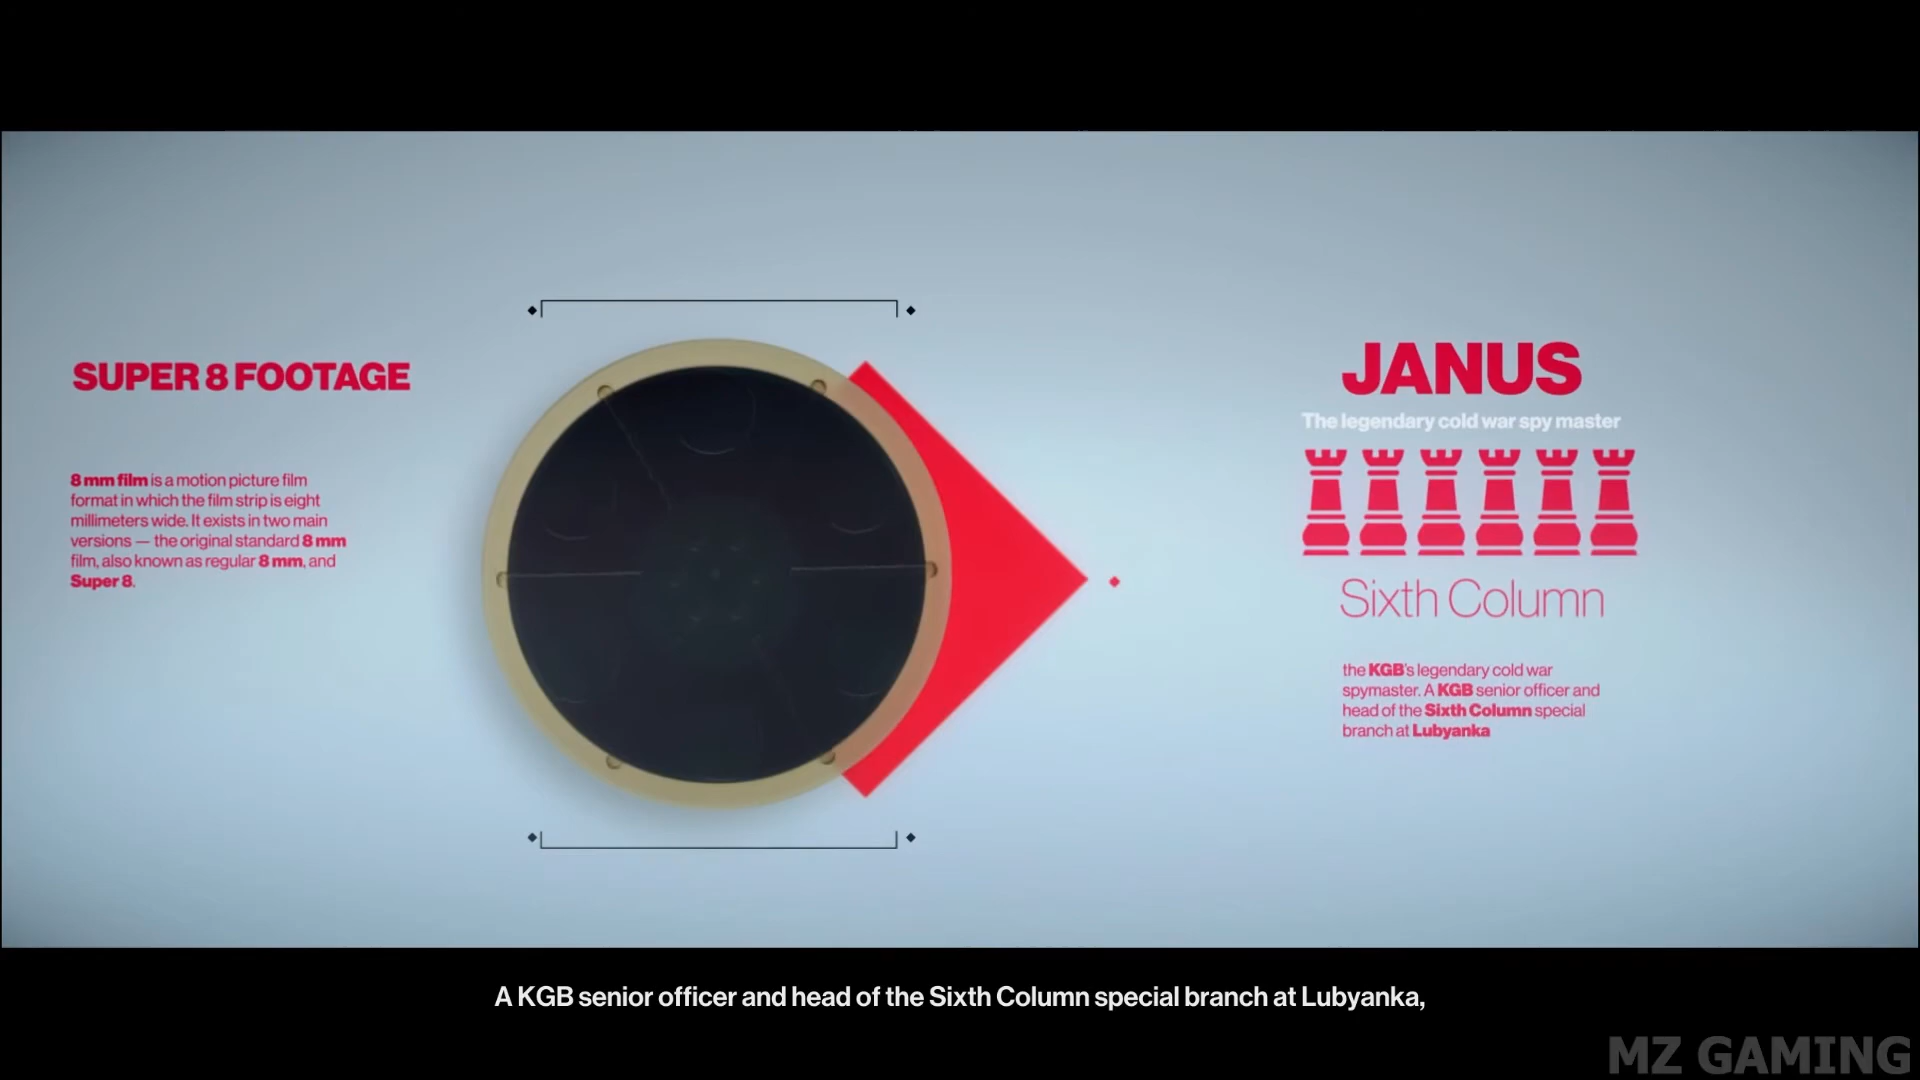 SUPER 8 FOOTAGE
8 mm film is a motion picture film
format in which the film strip is eight
millimeters wide. It exists in two main
versions — the original standard 8 mm
film, also known as regular 8 mm, and
Super 8.
JANUS
The legendary cold war spy master
Sixth Column
the KGB's legendary cold war
spymaster. A KGB senior officer and
head of the Sixth Column special
branch at Lubyanka
A KGB senior officer and head of the Sixth Column special branch at Lubyanka,
MZ GAMING